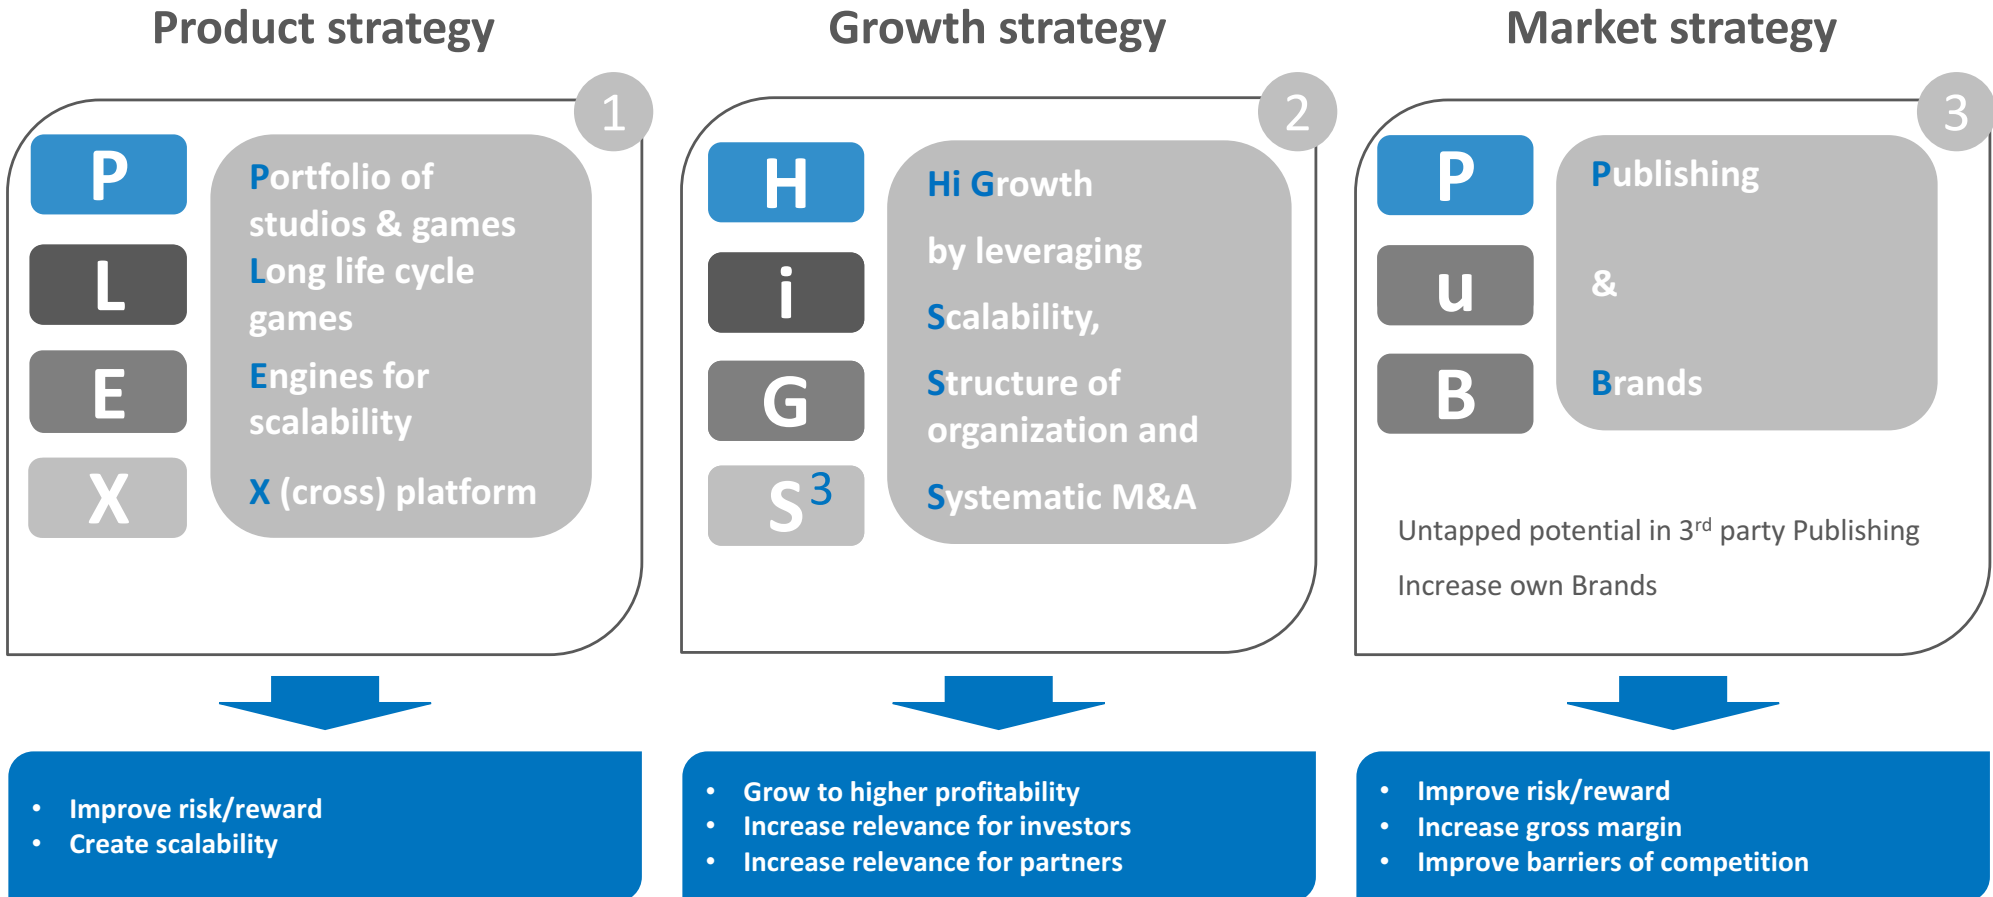 Product strategy
1
P
L
E
X
Portfolio of
studios & games
Long life cycle
games
Engines for
scalability
X (cross) platform
• Improve risk/reward
• Create scalability
Growth strategy
2
H
i
G
S³
Hi Growth
by leveraging
Scalability,
Structure of
organization and
Systematic M&A
• Grow to higher profitability
• Increase relevance for investors
• Increase relevance for partners
Market strategy
3
P
u
B
Publishing
&
Brands
Untapped potential in 3rd party Publishing
Increase own Brands
• Improve risk/reward
• Increase gross margin
• Improve barriers of competition